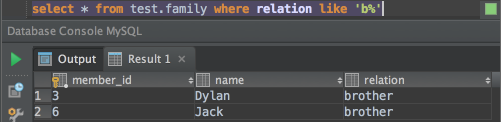 select * from test.family where relation like 'b%'
Database Console MySQL
Output Result 1
member_id name relation
1 3 Dylan brother
2 6 Jack brother